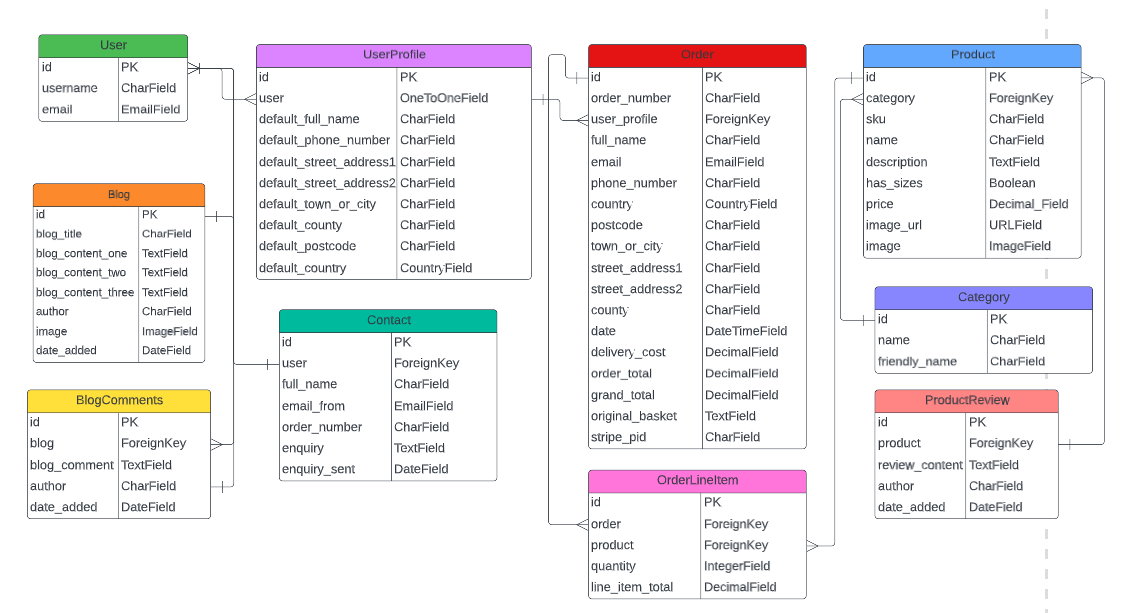 User
id PK
username CharField
email EmailField
Blog
id PK
blog_title CharField
blog_content_one TextField
blog_content_two TextField
blog_content_three TextField
author CharField
image ImageField
date_added DateField
BlogComments
id PK
blog ForeignKey
blog_comment TextField
author CharField
date_added DateField
UserProfile
id PK
user OneToOneField
default_full_name CharField
default_phone_number CharField
default_street_address1 CharField
default_street_address2 CharField
default_town_or_city CharField
default_county CharField
default_postcode CharField
default_country CountryField
Contact
id PK
user ForeignKey
full_name CharField
email_from EmailField
order_number CharField
enquiry TextField
enquiry_sent DateField
Order
id PK
order_number CharField
user_profile ForeignKey
full_name CharField
email EmailField
phone_number CharField
country CountryField
postcode CharField
town_or_city CharField
street_address1 CharField
street_address2 CharField
county CharField
date DateTimeField
delivery_cost DecimalField
order_total DecimalField
grand_total DecimalField
original_basket TextField
stripe_pid CharField
OrderLineItem
id PK
order ForeignKey
product ForeignKey
quantity IntegerField
line_item_total DecimalField
Product
id PK
category ForeignKey
sku CharField
name CharField
description TextField
has_sizes Boolean
price Decimal_Field
image_url URLField
image ImageField
Category
id PK
name CharField
friendly_name CharField
ProductReview
id PK
product ForeignKey
review_content TextField
author CharField
date_added DateField